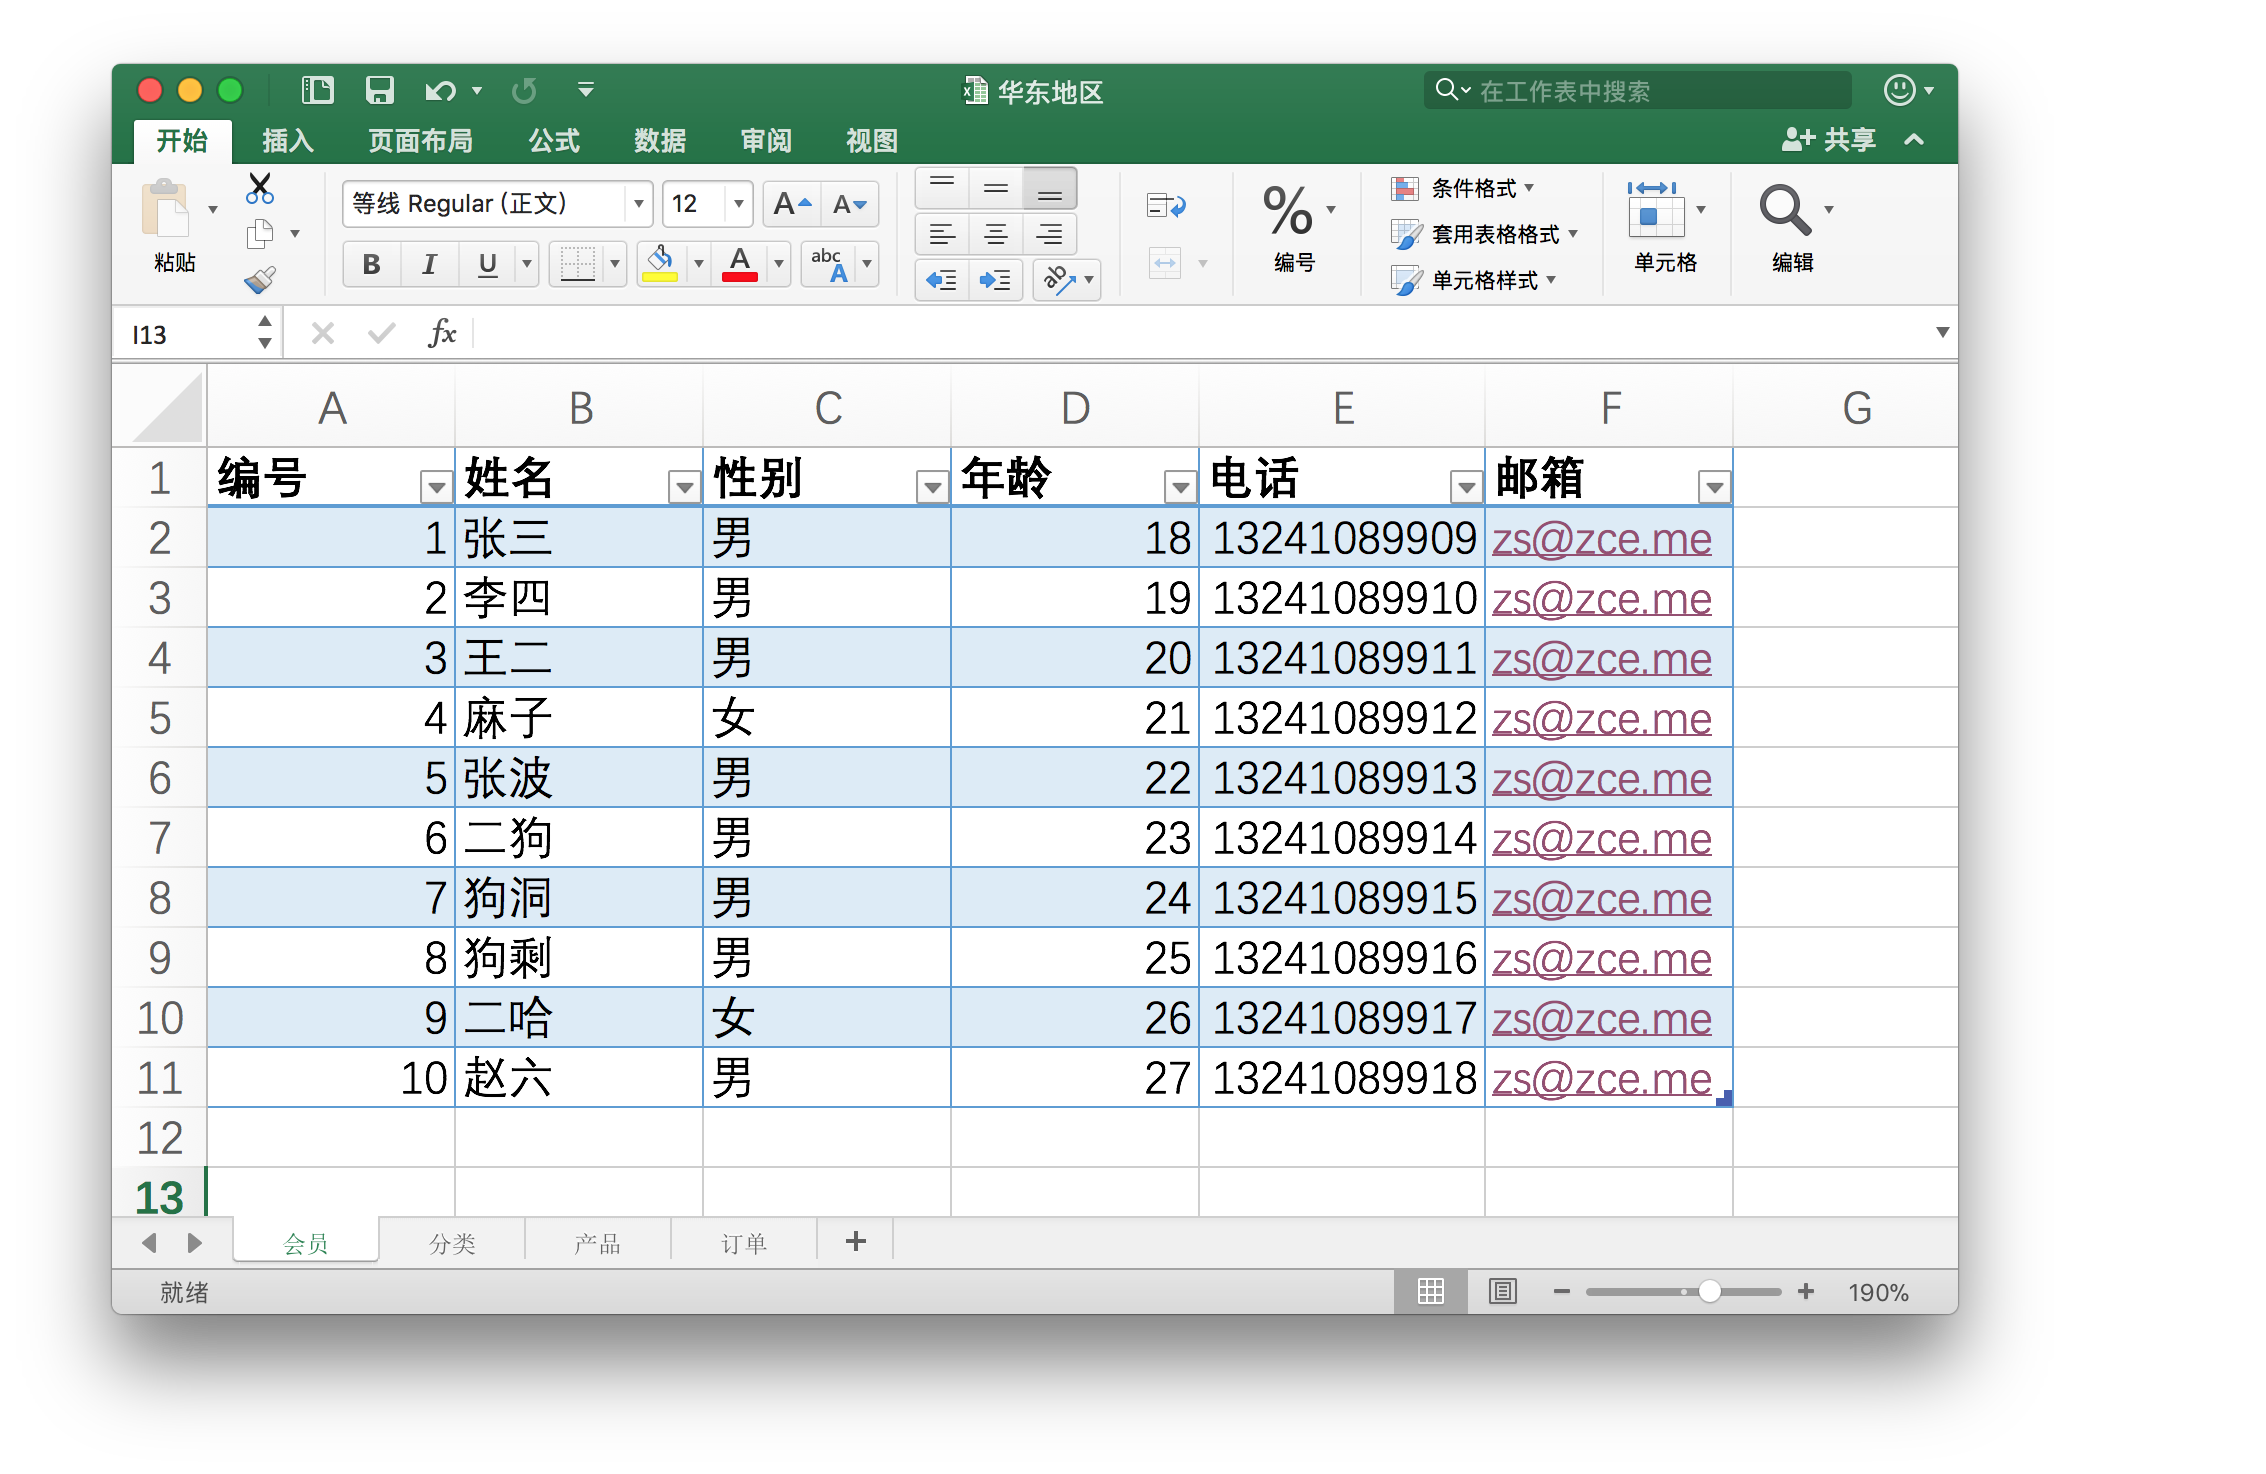 华东地区
在工作表中搜索
开始 插入 页面布局 公式 数据 审阅 视图 共享
粘贴
等线 Regular (正文) 12 A A
B I U A abc A
ab
% 编号
条件格式
套用表格格式
单元格样式
单元格
编辑
I13 fx
A B C D E F G
1 编号 姓名 性别 年龄 电话 邮箱
2 1 张三 男 18 13241089909 zs@zce.me
3 2 李四 男 19 13241089910 zs@zce.me
4 3 王二 男 20 13241089911 zs@zce.me
5 4 麻子 女 21 13241089912 zs@zce.me
6 5 张波 男 22 13241089913 zs@zce.me
7 6 二狗 男 23 13241089914 zs@zce.me
8 7 狗洞 男 24 13241089915 zs@zce.me
9 8 狗剩 男 25 13241089916 zs@zce.me
10 9 二哈 女 26 13241089917 zs@zce.me
11 10 赵六 男 27 13241089918 zs@zce.me
12
13
会员 分类 产品 订单 +
就绪 190%